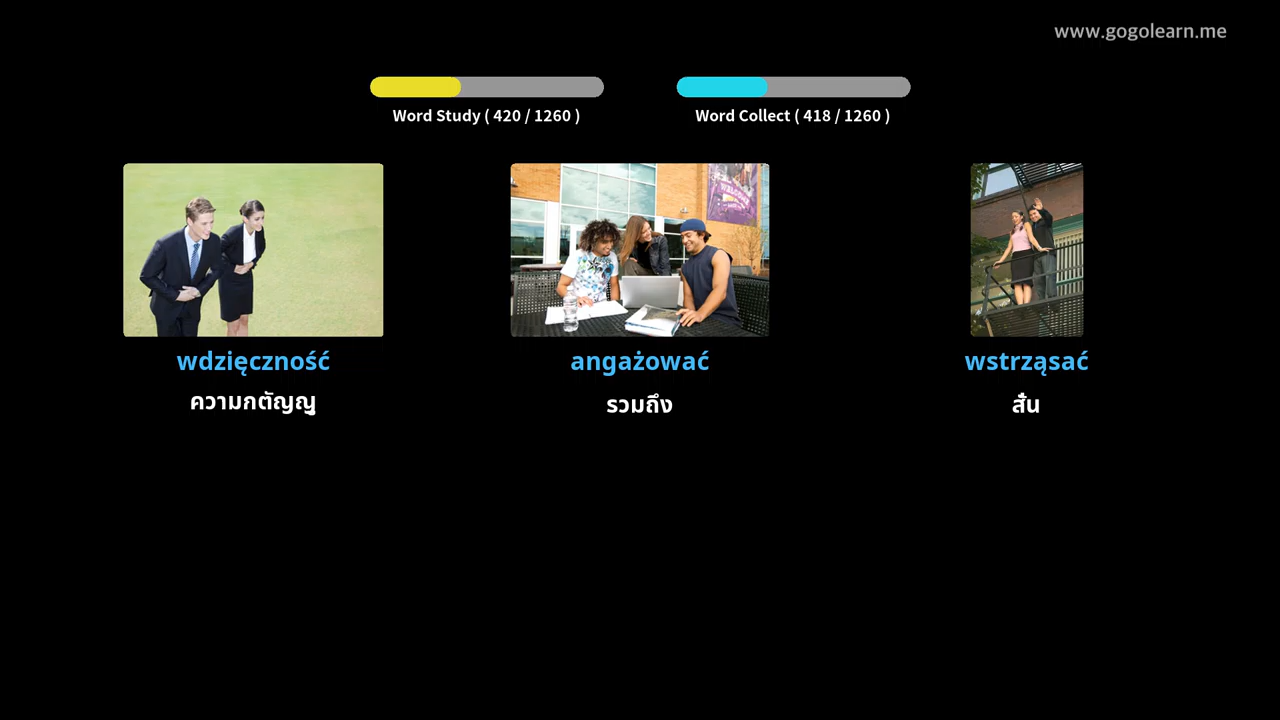 www.gogolearn.me
Word Study ( 420 / 1260 )
Word Collect ( 418 / 1260 )
WELCOME
wdzięczność
angażować
wstrząsać
ความกตัญญู
รวมถึง
สั่น